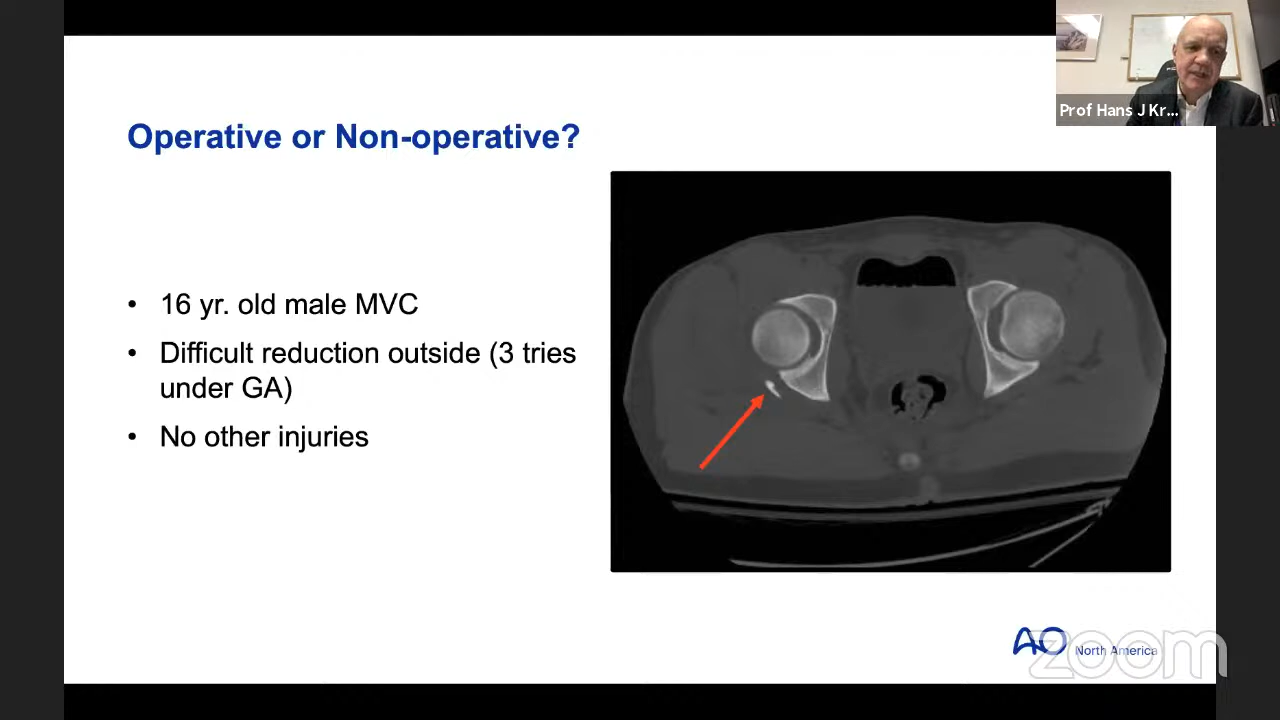 Prof Hans J Kr...
Operative or Non-operative?
• 16 yr. old male MVC
• Difficult reduction outside (3 tries
under GA)
• No other injuries
AO North America
zoom